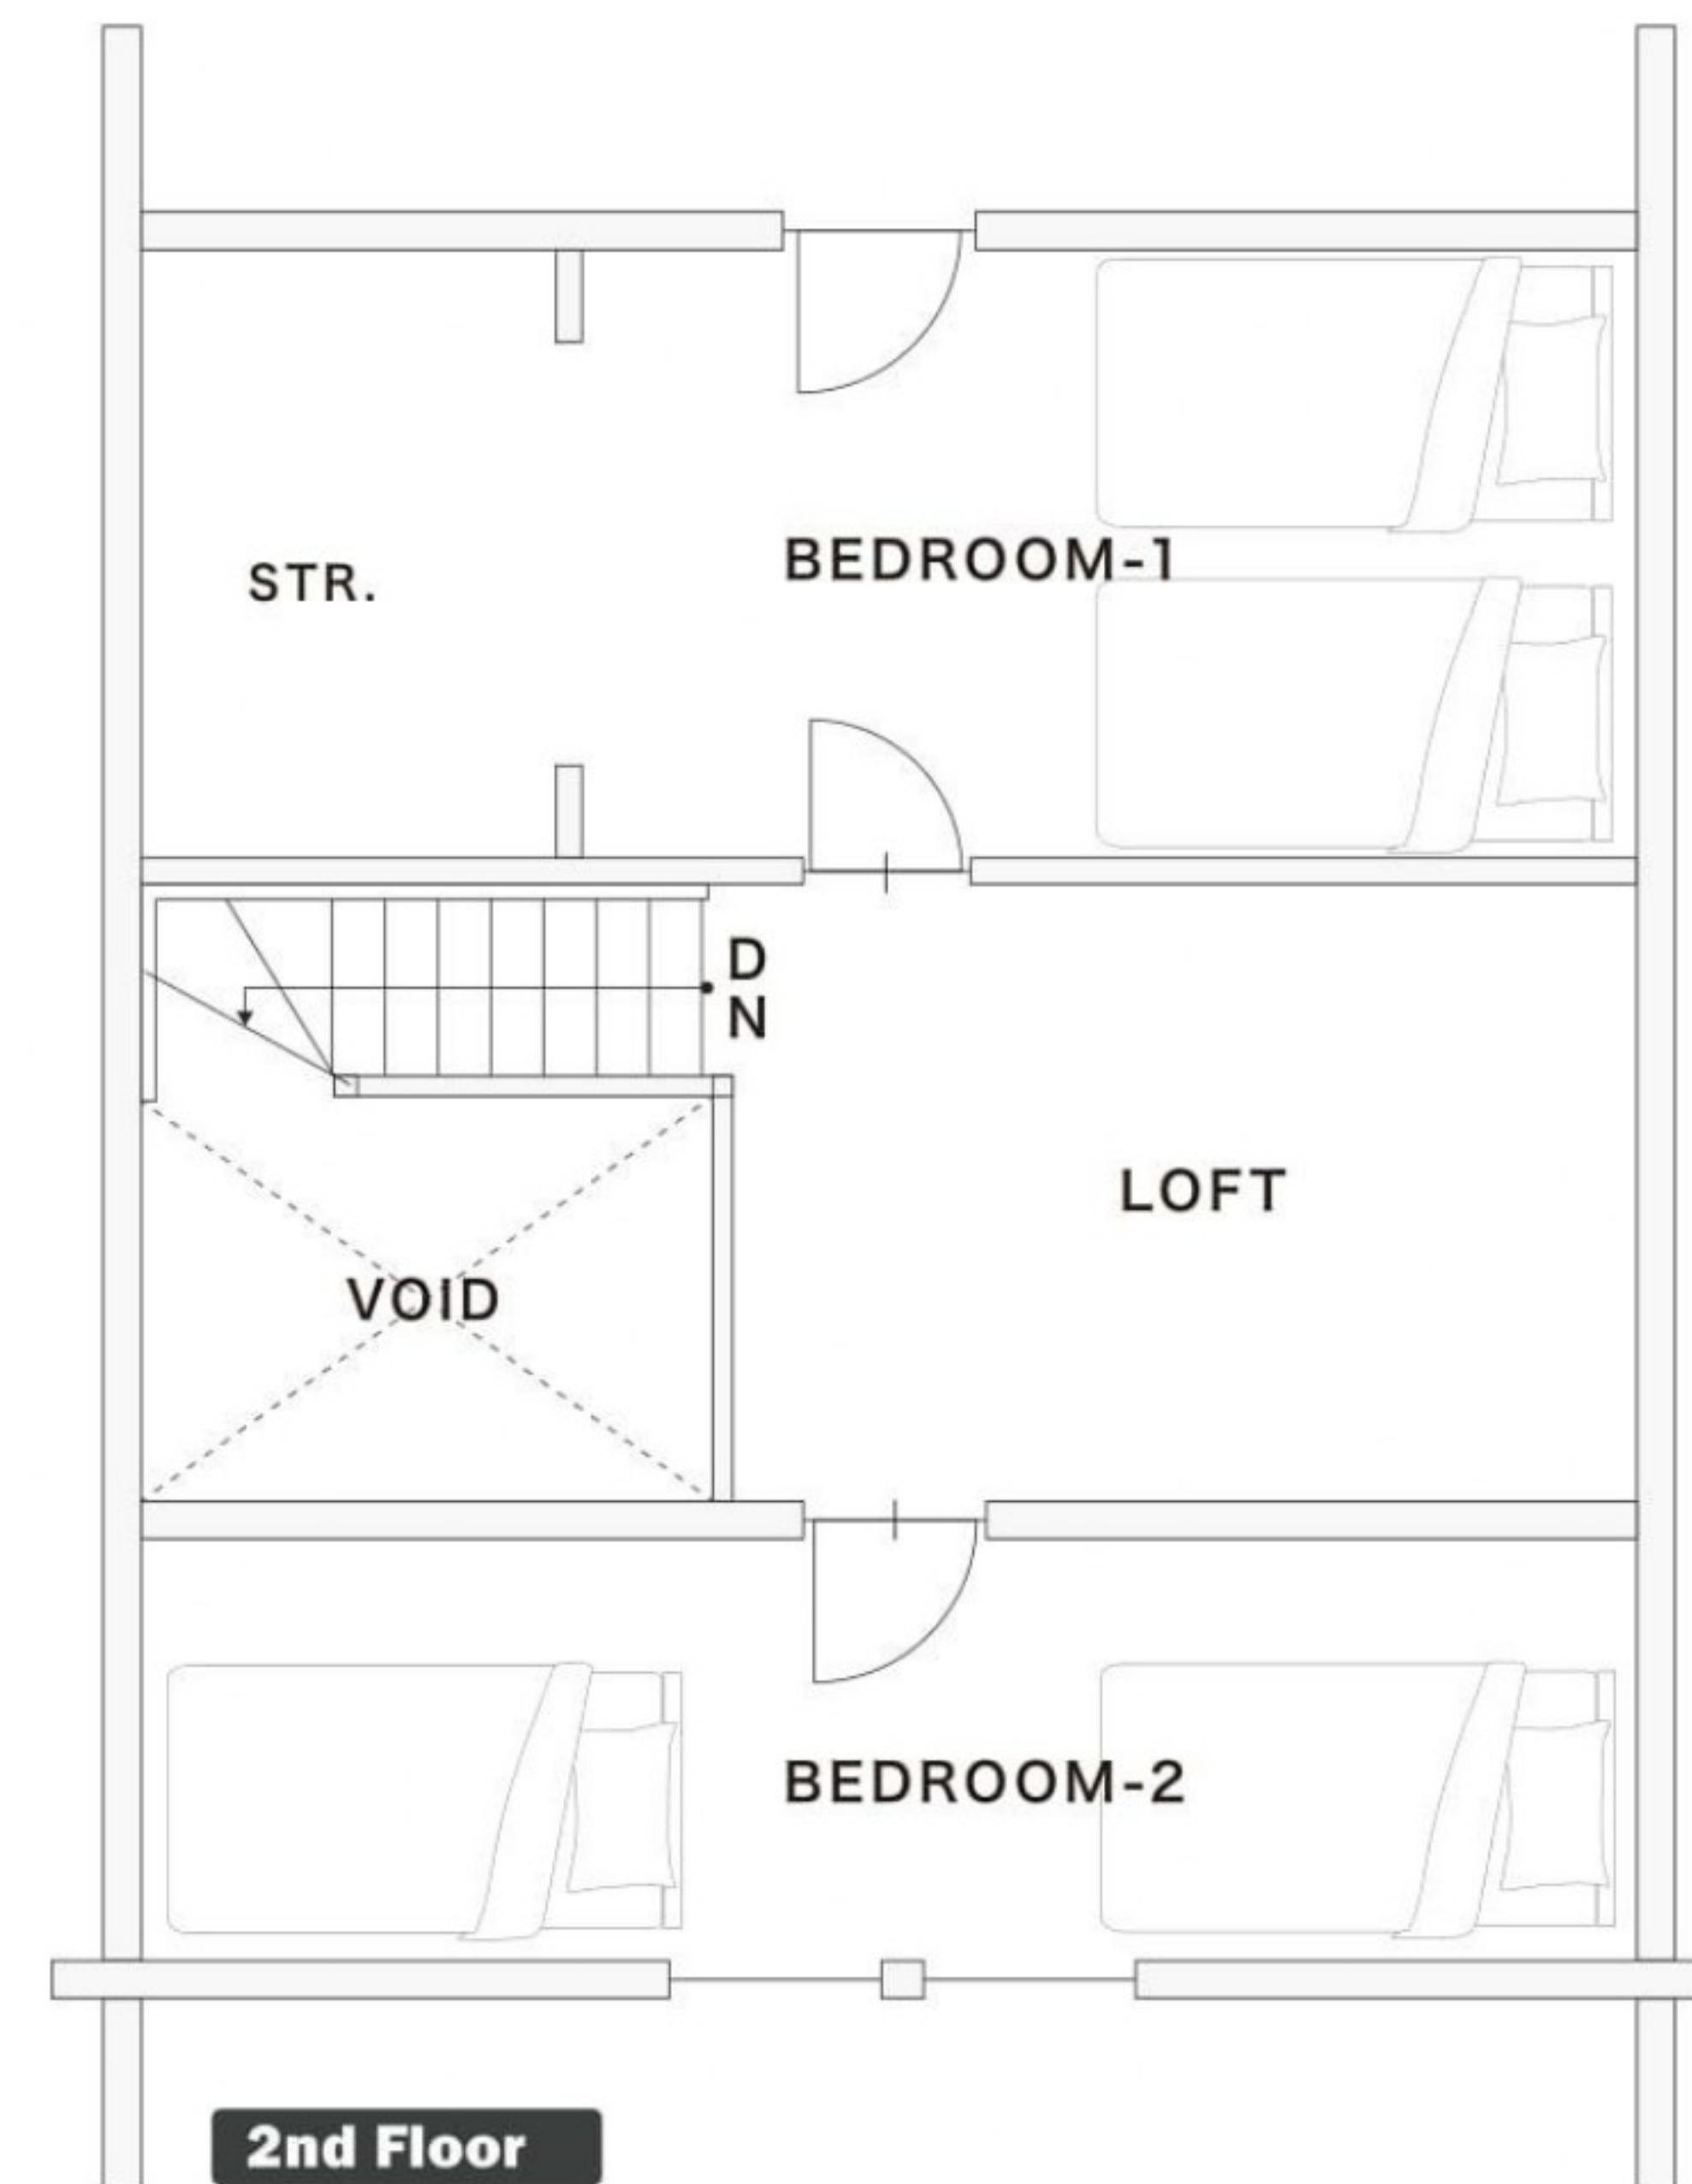 STR.
BEDROOM-1
D
N
LOFT
VOID
BEDROOM-2
2nd Floor